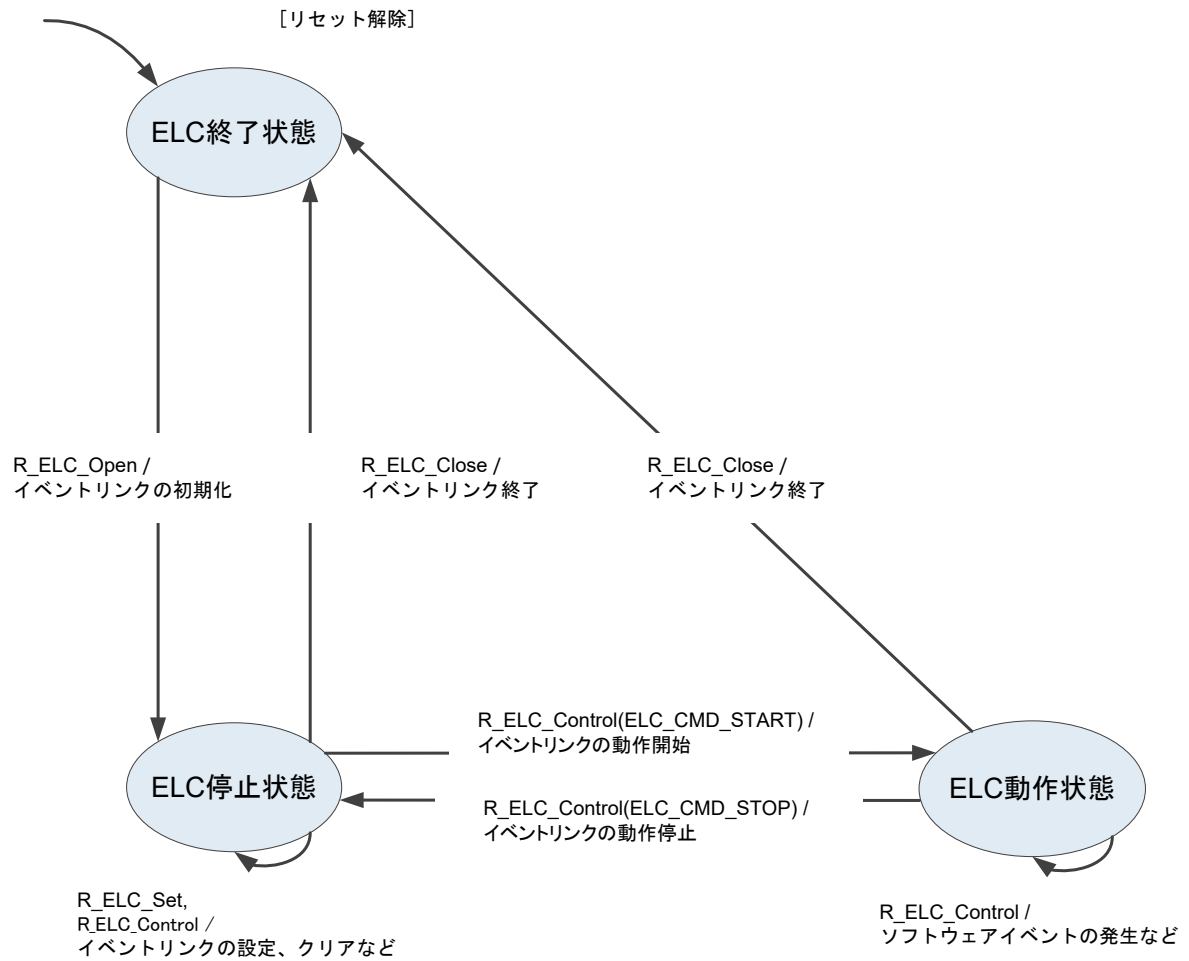 [リセット解除]
ELC終了状態
R_ELC_Open /
イベントリンクの初期化
R_ELC_Close /
イベントリンク終了
R_ELC_Close /
イベントリンク終了
R_ELC_Control(ELC_CMD_START) /
イベントリンクの動作開始
ELC停止状態
ELC動作状態
R_ELC_Control(ELC_CMD_STOP) /
イベントリンクの動作停止
R_ELC_Set,
R_ELC_Control /
イベントリンクの設定、クリアなど
R_ELC_Control /
ソフトウェアイベントの発生など